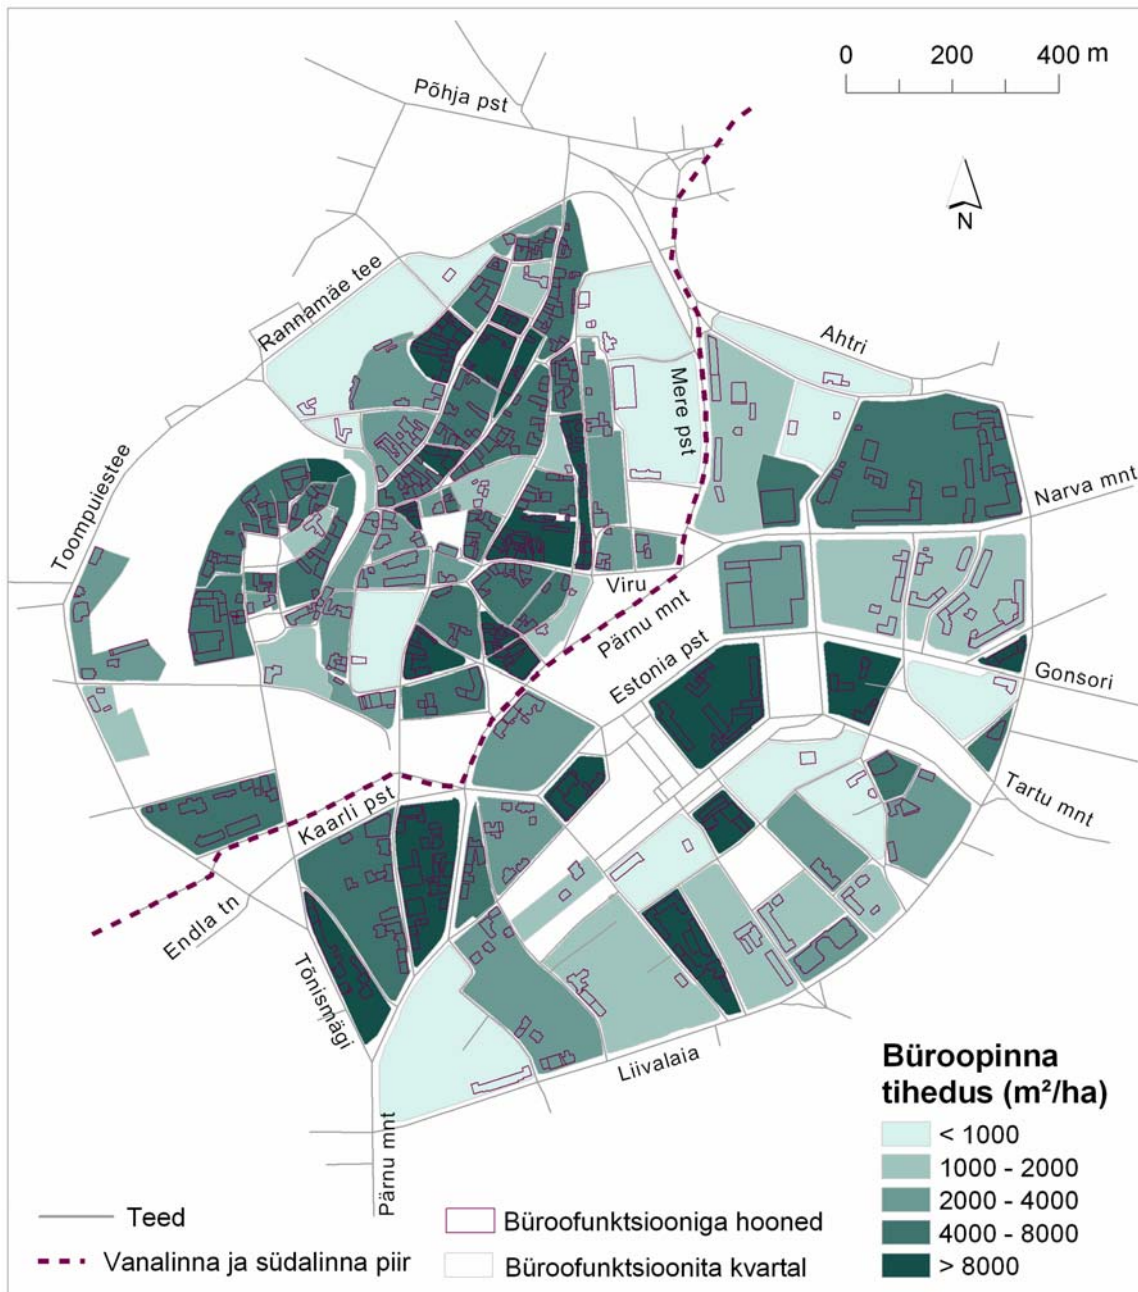 0 200 400 m
Põhja pst
N
Rannamäe tee
Ahtri
Mere pst
Toompuiestee
Narva mnt
Viru
Pärnu mnt
Estonia pst
Gonsori
Tartu mnt
Kaarli pst
Endla tn
Tõnismägi
Liivalaia
Pärnu mnt
Büroopinna
tihedus (m²/ha)
< 1000
1000 - 2000
2000 - 4000
4000 - 8000
> 8000
Teed
Vanalinna ja südalinna piir
Büroofunktsiooniga hooned
Büroofunktsioonita kvartal